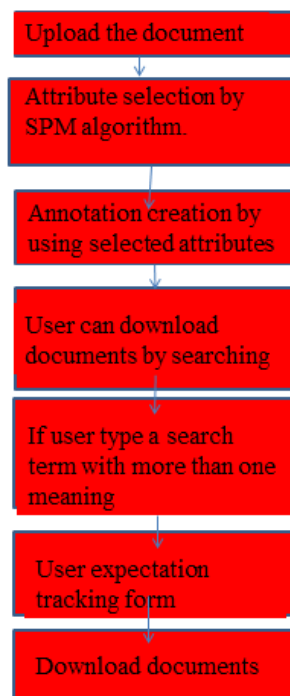 Upload the document
Attribute selection by
SPM algorithm.
Annotation creation by
using selected attributes
User can download
documents by searching
If user type a search
term with more than one
meaning
User expectation
tracking form
Download documents